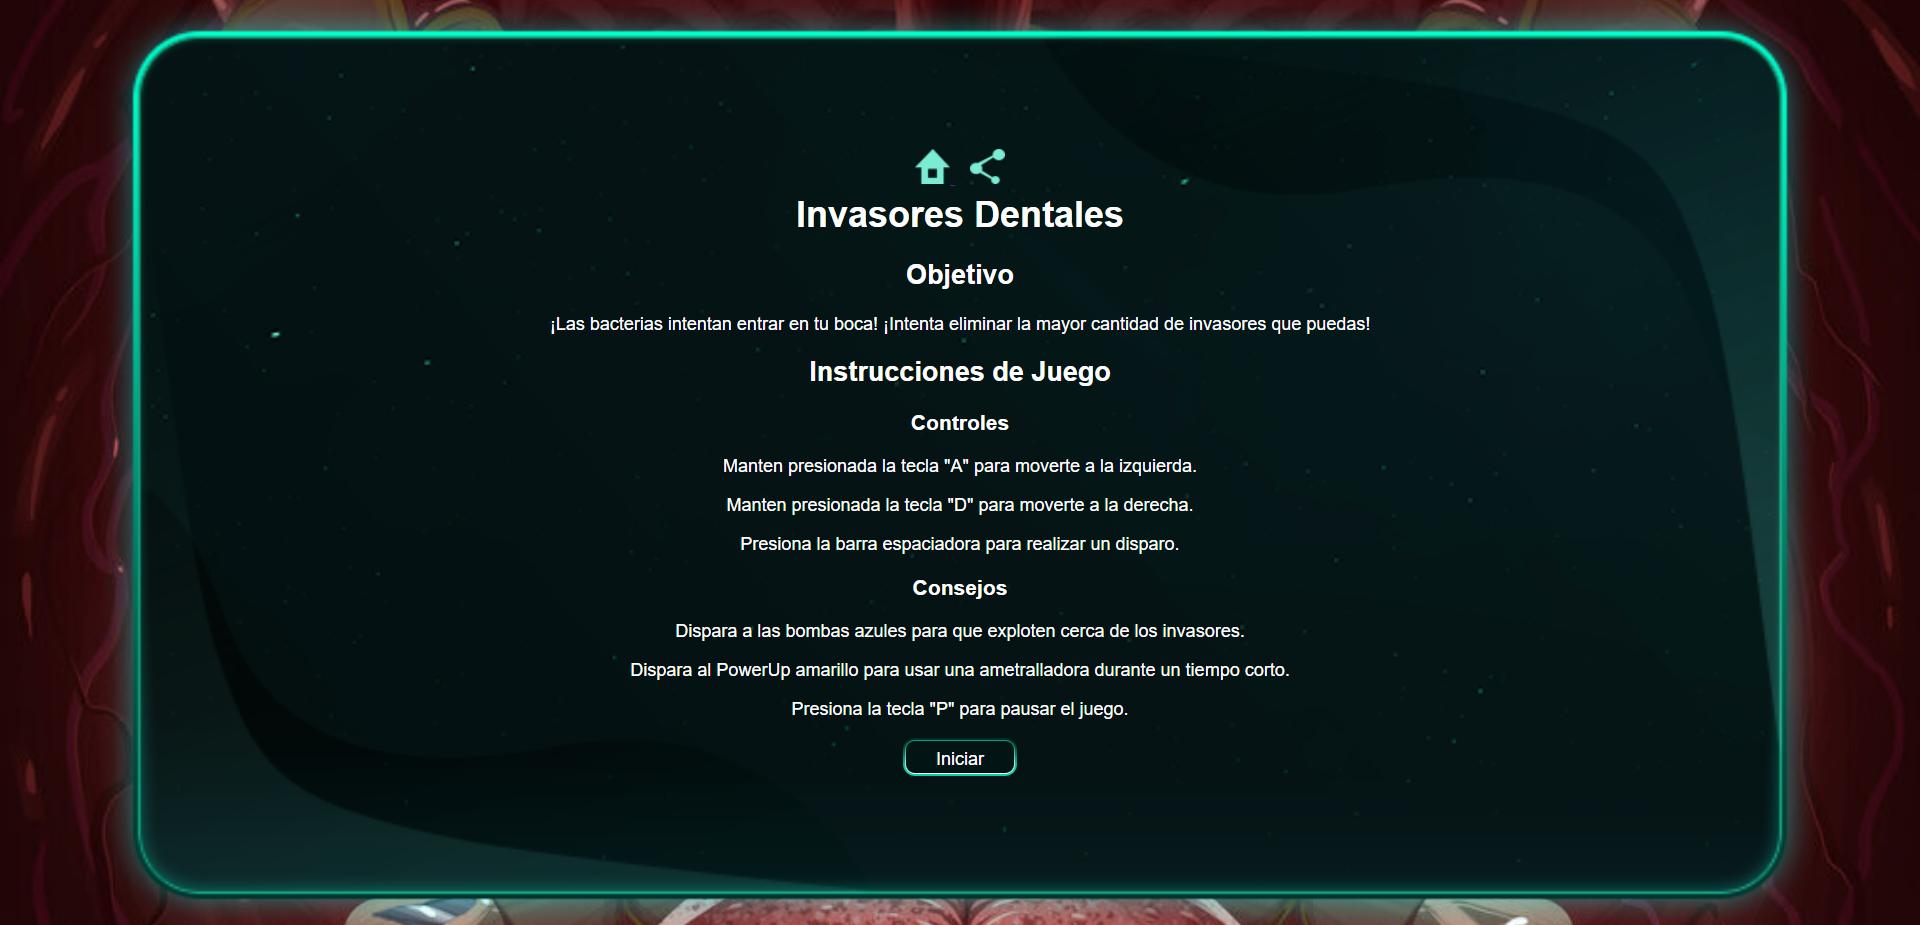 Invasores Dentales
Objetivo
¡Las bacterias intentan entrar en tu boca! ¡Intenta eliminar la mayor cantidad de invasores que puedas!
Instrucciones de Juego
Controles
Manten presionada la tecla "A" para moverte a la izquierda.
Manten presionada la tecla "D" para moverte a la derecha.
Presiona la barra espaciadora para realizar un disparo.
Consejos
Dispara a las bombas azules para que exploten cerca de los invasores.
Dispara al PowerUp amarillo para usar una ametralladora durante un tiempo corto.
Presiona la tecla "P" para pausar el juego.
Iniciar